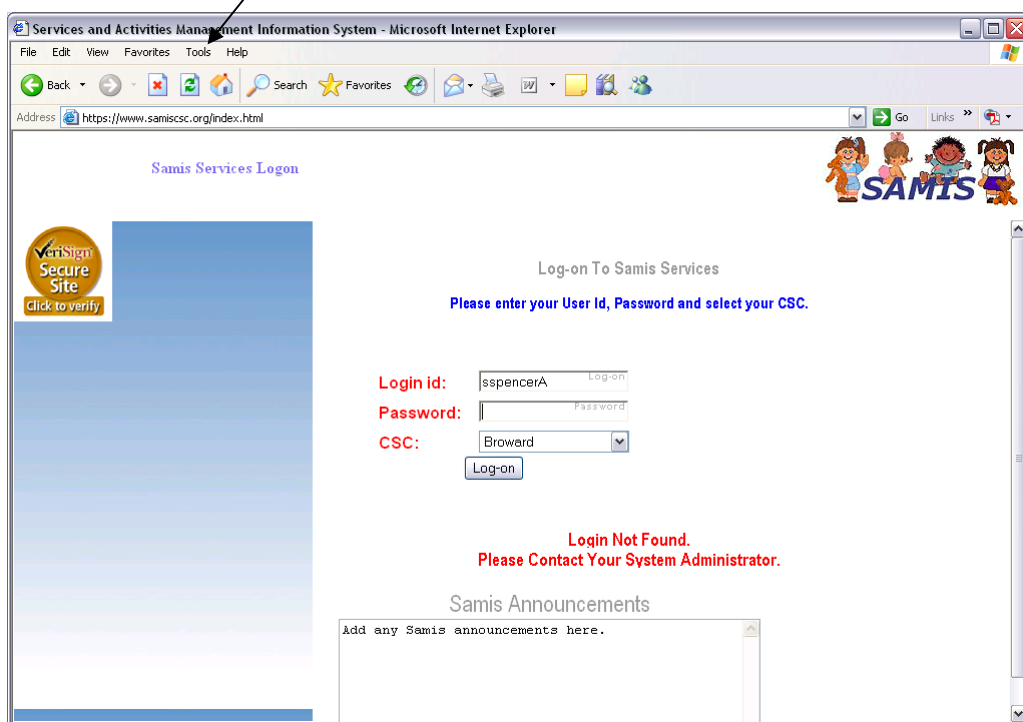 Services and Activities Management Information System - Microsoft Internet Explorer
File Edit View Favorites Tools Help
Back Search Favorites
Address https://www.samiscsc.org/index.html Go Links »
Samis Services Logon
SAMIS
VeriSign
Secure
Site
Click to verify
Log-on To Samis Services
Please enter your User Id, Password and select your CSC.
Login id: sspencerA Log-on
Password: Password
CSC: Broward
Log-on
Login Not Found.
Please Contact Your System Administrator.
Samis Announcements
Add any Samis announcements here.